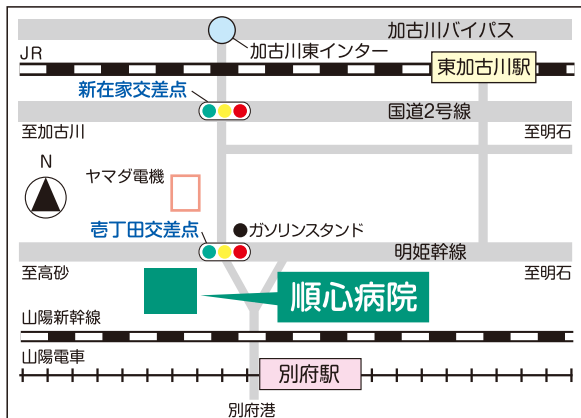 加古川バイパス
加古川東インター
JR
東加古川駅
新在家交差点
国道2号線
至加古川
至明石
N
ヤマダ電機
壱丁田交差点
ガソリンスタンド
明姫幹線
至高砂
至明石
順心病院
山陽新幹線
山陽電車
別府駅
別府港